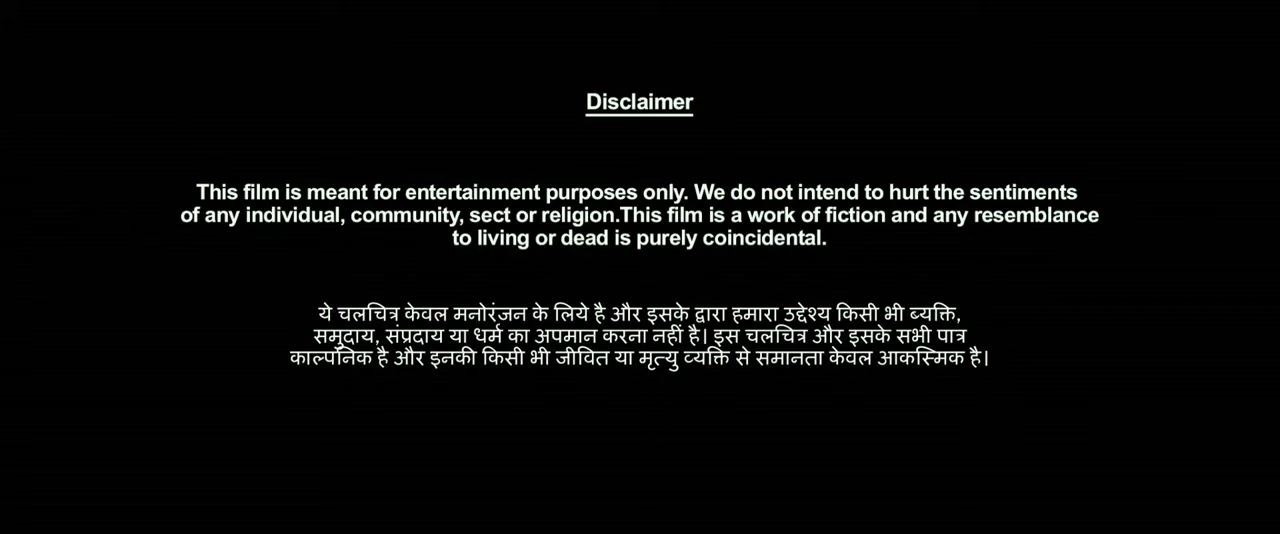 Disclaimer
This film is meant for entertainment purposes only. We do not intend to hurt the sentiments
of any individual, community, sect or religion.This film is a work of fiction and any resemblance
to living or dead is purely coincidental.
ये चलचित्र केवल मनोरंजन के लिये है और इसके द्वारा हमारा उद्देश्य किसी भी ब्यक्ति,
समुदाय, संप्रदाय या धर्म का अपमान करना नहीं है। इस चलचित्र और इसके सभी पात्र
काल्पनिक है और इनकी किसी भी जीवित या मृत्यु व्यक्ति से समानता केवल आकस्मिक है।